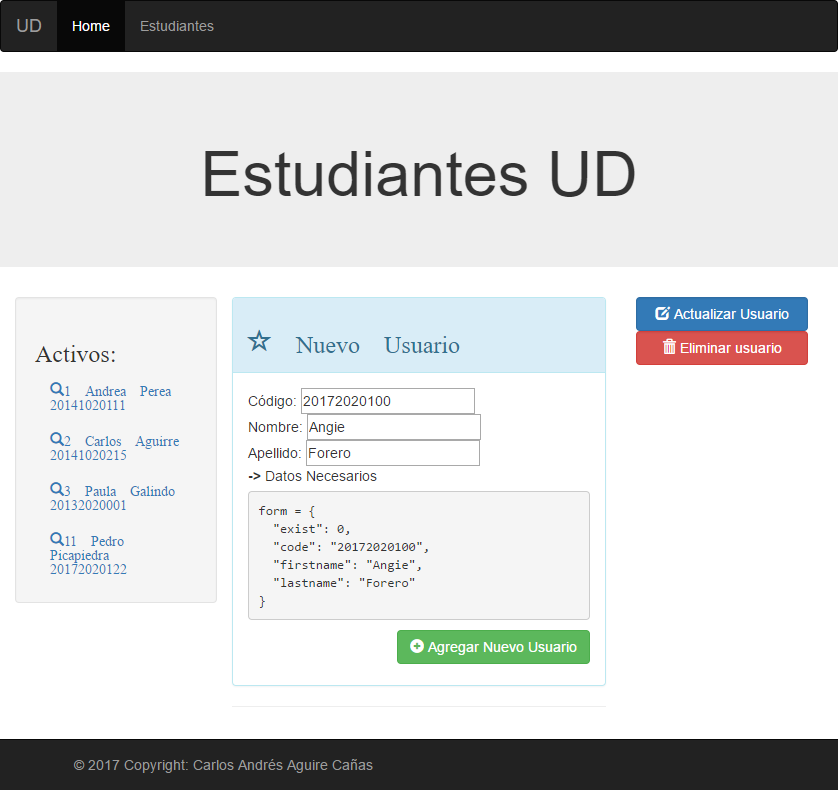 UD Home Estudiantes
Estudiantes UD
Activos:
1 Andrea Perea
20141020111
2 Carlos Aguirre
20141020215
3 Paula Galindo
20132020001
11 Pedro
Picapiedra
20172020122
Nuevo Usuario
Código: 20172020100
Nombre: Angie
Apellido: Forero
-> Datos Necesarios
form = {
  "exist": 0,
  "code": "20172020100",
  "firstname": "Angie",
  "lastname": "Forero"
}
Agregar Nuevo Usuario
Actualizar Usuario
Eliminar usuario
© 2017 Copyright: Carlos Andrés Aguire Cañas